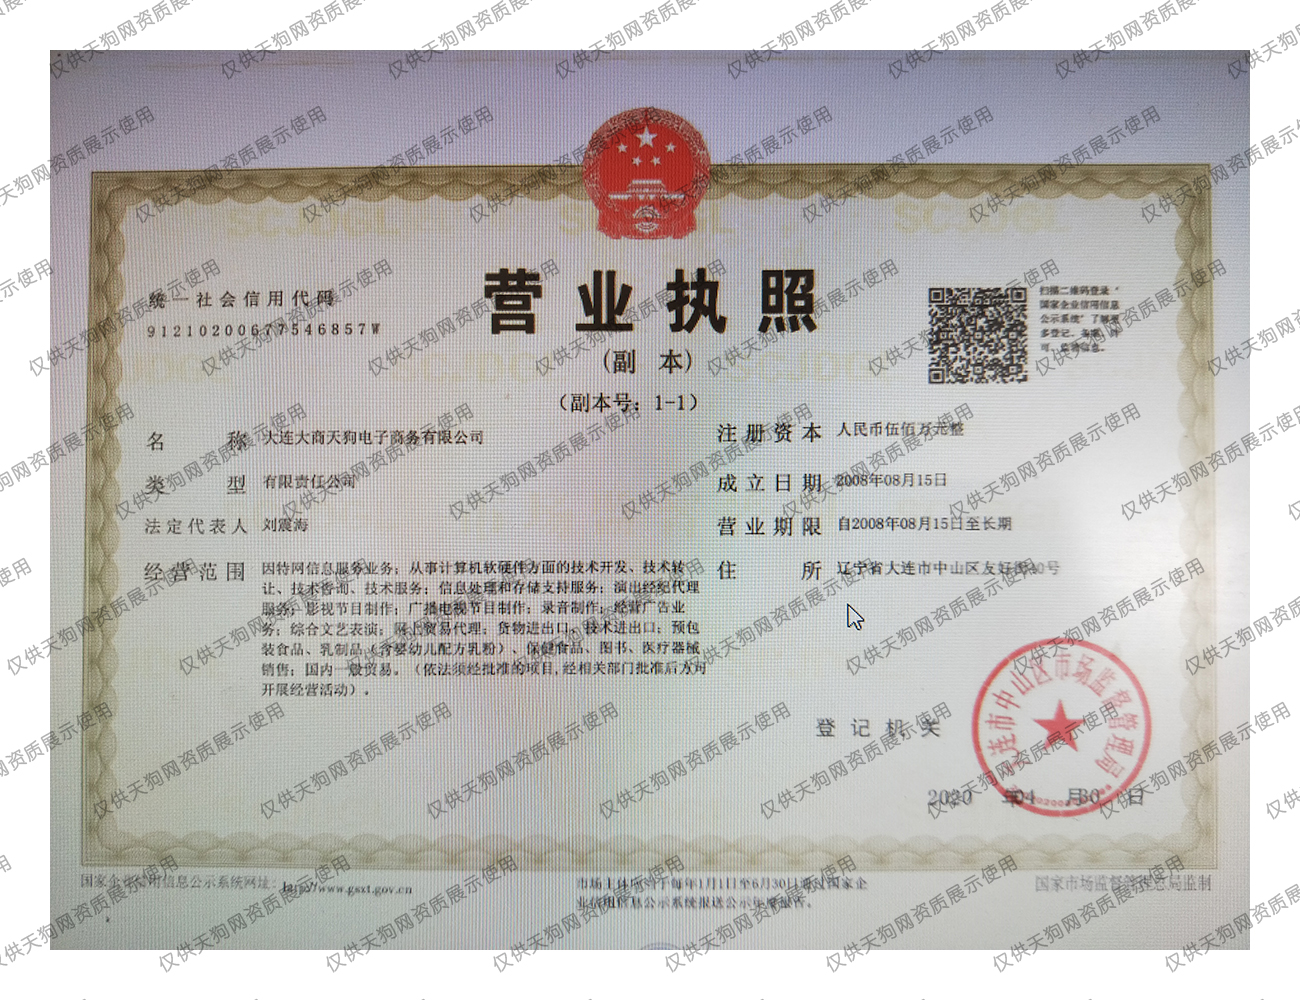 营业执照
(副 本)
(副本号：1-1)
统一社会信用代码
91210200677546857W
扫描二维码登录“
国家企业信用信息
公示系统”了解更
多登记、备案、许
可、监管信息。
名 称 大连大商天狗电子商务有限公司
类 型 有限责任公司
法定代表人 刘震海
经营范围 因特网信息服务业务；从事计算机软硬件方面的技术开发、技术转
让、技术咨询、技术服务；信息处理和存储支持服务；演出经纪代理
服务；影视节目制作；广播电视节目制作；录音制作；经营广告业
务；综合文艺表演；网上贸易代理；货物进出口、技术进出口；预包
装食品、乳制品（含婴幼儿配方乳粉）、保健食品、图书、医疗器械
销售；国内一般贸易。（依法须经批准的项目,经相关部门批准后方可
开展经营活动）。
注册资本 人民币伍佰万元整
成立日期 2008年08月15日
营业期限 自2008年08月15日至长期
住 所 辽宁省大连市中山区友好街40号
登记机关
大连市中山区市场监督管理局
2020 年04 月30 日
国家企业信用信息公示系统网址：http://www.gsxt.gov.cn
市场主体应当于每年1月1日至6月30日通过国家企
业信用信息公示系统报送公示年度报告。
国家市场监督管理总局监制
仅供天狗网资质展示使用